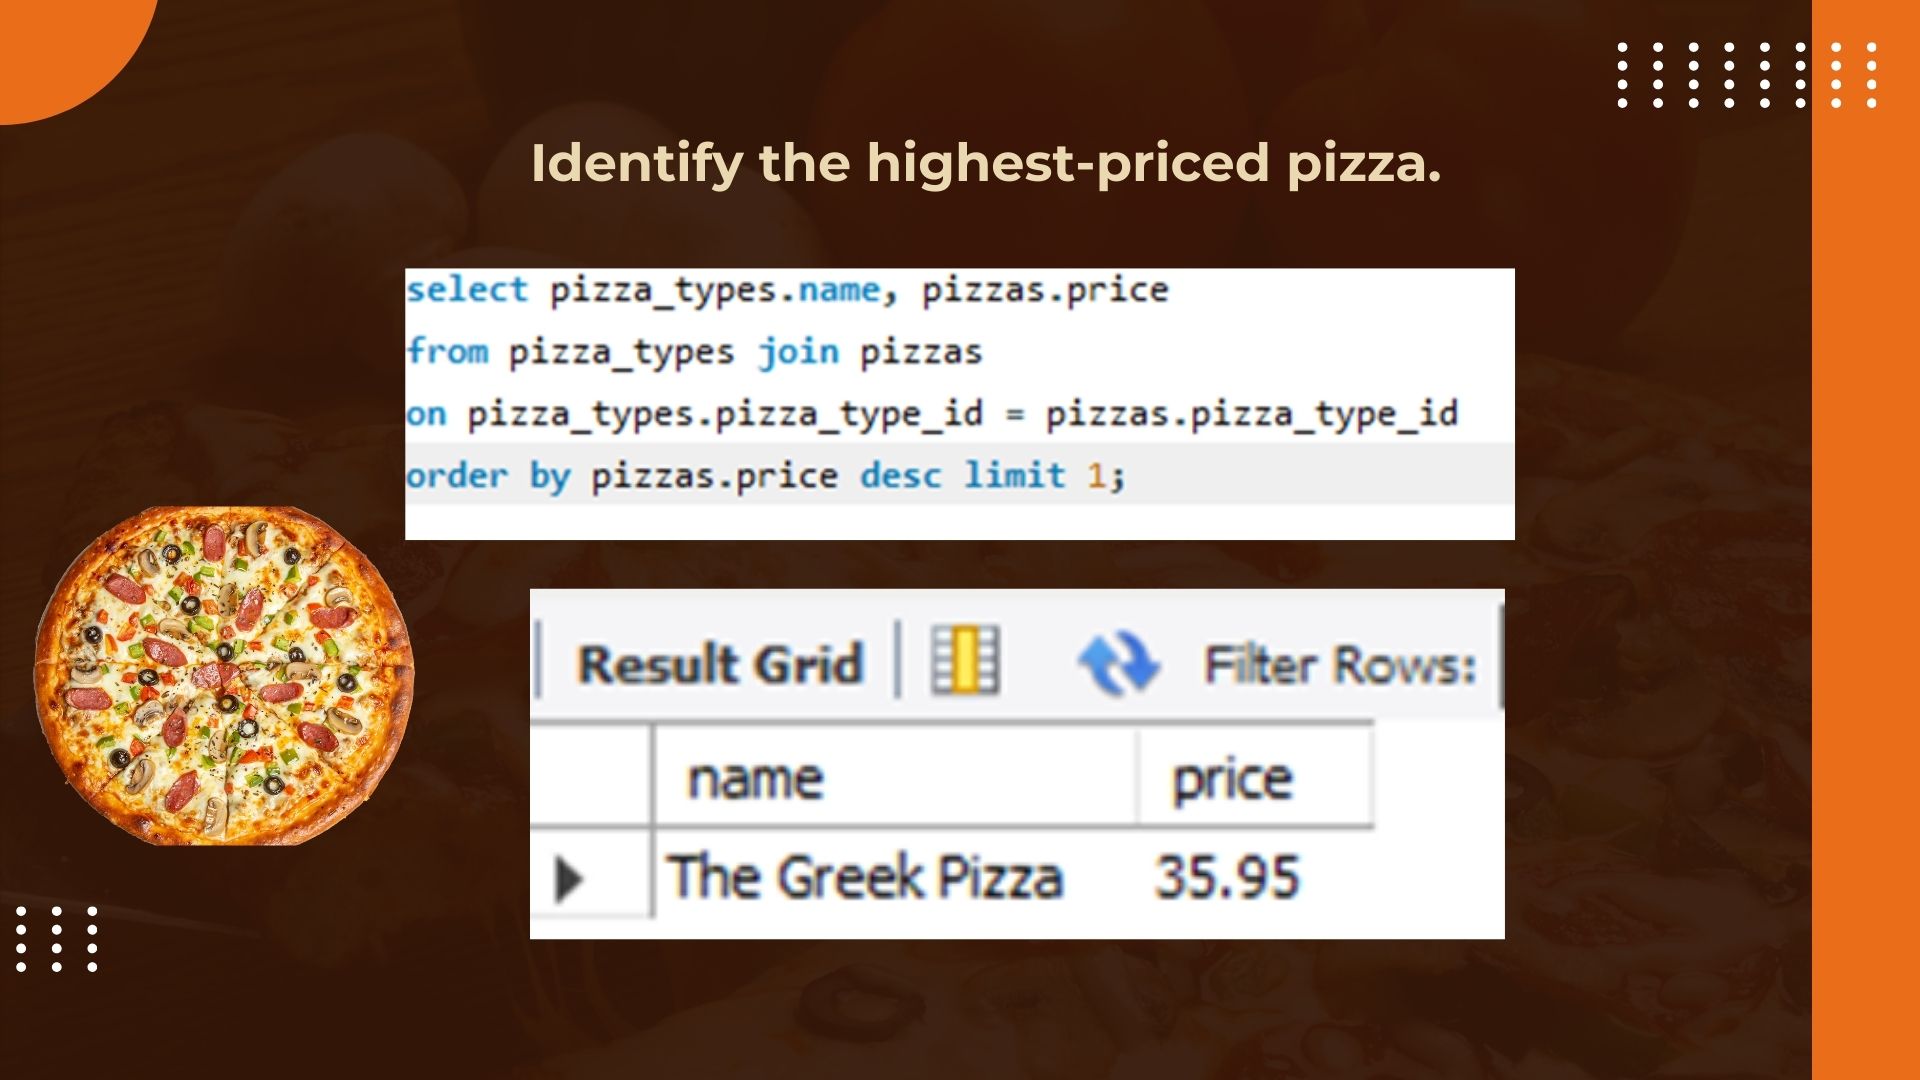 Identify the highest-priced pizza.
select pizza_types.name, pizzas.price
from pizza_types join pizzas
on pizza_types.pizza_type_id = pizzas.pizza_type_id
order by pizzas.price desc limit 1;
Result Grid Filter Rows:
name price
The Greek Pizza 35.95